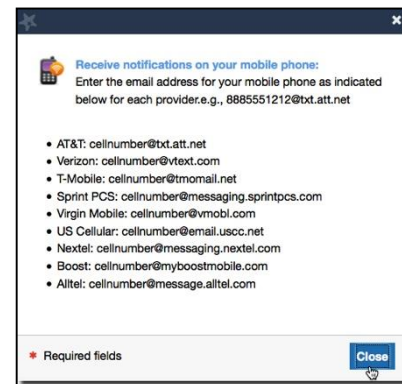 ×
Receive notifications on your mobile phone:
Enter the email address for your mobile phone as indicated
below for each provider.e.g., 8885551212@txt.att.net
• AT&T: cellnumber@txt.att.net
• Verizon: cellnumber@vtext.com
• T-Mobile: cellnumber@tmomail.net
• Sprint PCS: cellnumber@messaging.sprintpcs.com
• Virgin Mobile: cellnumber@vmobl.com
• US Cellular: cellnumber@email.uscc.net
• Nextel: cellnumber@messaging.nextel.com
• Boost: cellnumber@myboostmobile.com
• Alltel: cellnumber@message.alltel.com
* Required fields
Close